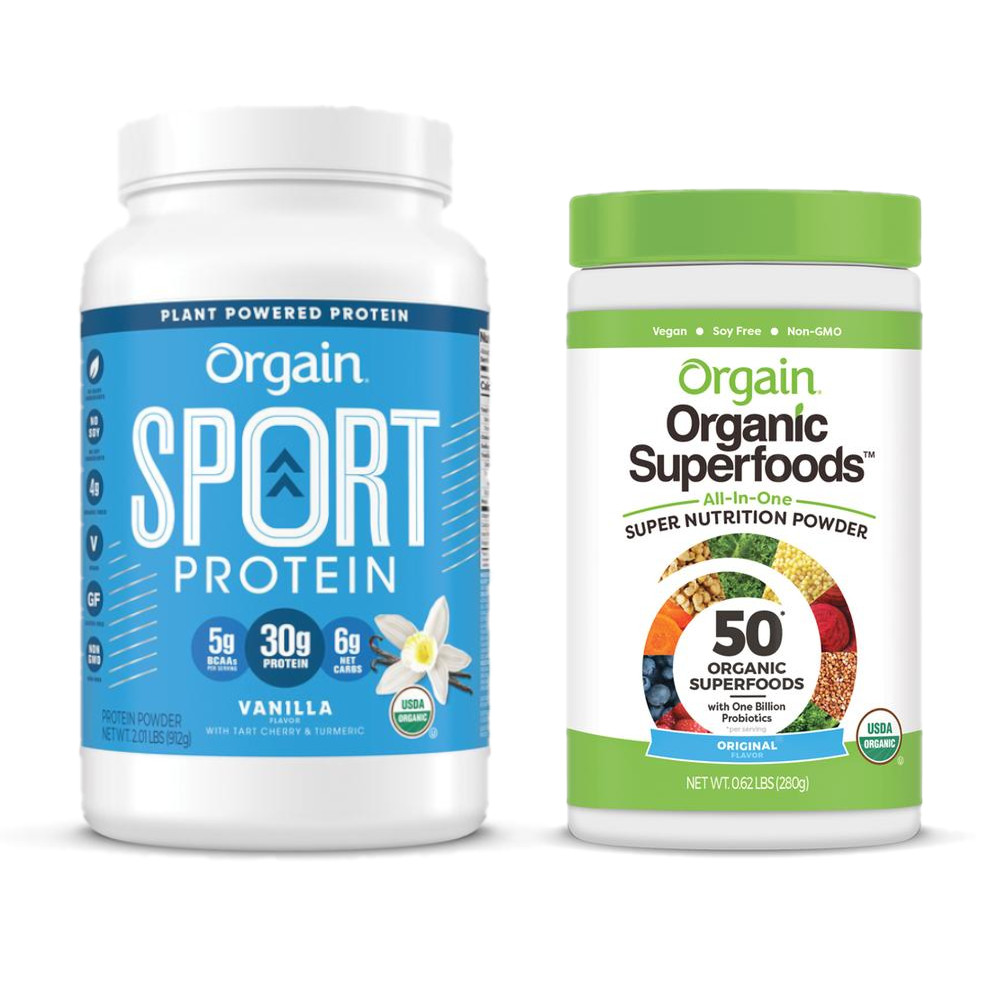 PLANT POWERED PROTEIN
Orgain
SPORT
PROTEIN
NO
SOY
4g
V
GF
NON
GMO
5g
BCAAs
PER SERVING
30g
PROTEIN
6g
NET
CARBS
VANILLA
FLAVOR
WITH TART CHERRY & TURMERIC
USDA
ORGANIC
PROTEIN POWDER
NET WT. 2.01 LBS (912g)
Vegan • Soy Free • Non-GMO
Orgain
Organic
Superfoods™
All-In-One
SUPER NUTRITION POWDER
50*
ORGANIC
SUPERFOODS
with One Billion
Probiotics
*per serving
ORIGINAL
FLAVOR
USDA
ORGANIC
NET WT. 0.62 LBS (280g)